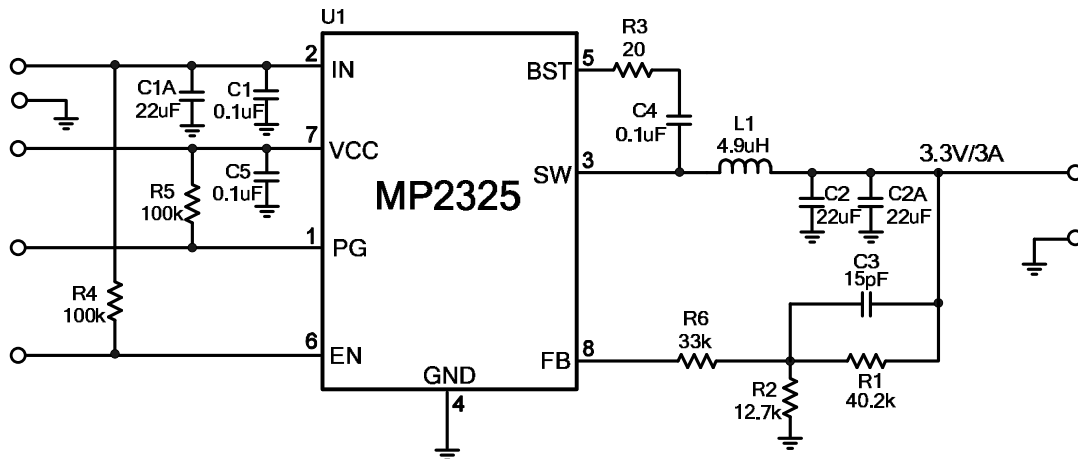 U1
2
IN
C1A
22uF
C1
0.1uF
7
VCC
R5
100k
C5
0.1uF
1
PG
R4
100k
6
EN
MP2325
GND
4
BST
5
R3
20
C4
0.1uF
SW
3
L1
4.9uH
3.3V/3A
C2
22uF
C2A
22uF
C3
15pF
FB
8
R6
33k
R2
12.7k
R1
40.2k